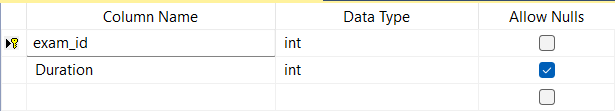 Column Name Data Type Allow Nulls
exam_id int
Duration int